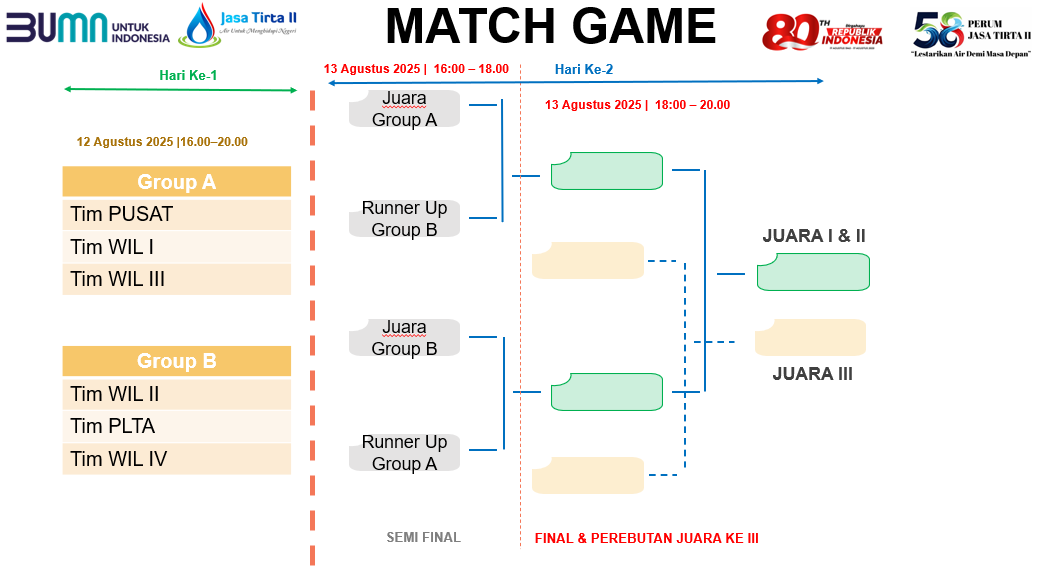 BUMN UNTUK INDONESIA
Jasa Tirta II
Air Untuk Menghidupi Negeri
MATCH GAME
80TH
Dirgahayu
REPUBLIK INDONESIA
58 PERUM JASA TIRTA II
"Lestarikan Air Demi Masa Depan"
Hari Ke-1
13 Agustus 2025 | 16:00 – 18.00
Hari Ke-2
13 Agustus 2025 | 18:00 – 20.00
12 Agustus 2025 |16.00–20.00
Group A
Tim PUSAT
Tim WIL I
Tim WIL III
Group B
Tim WIL II
Tim PLTA
Tim WIL IV
Juara
Group A
Runner Up
Group B
Juara
Group B
Runner Up
Group A
JUARA I & II
JUARA III
SEMI FINAL
FINAL & PEREBUTAN JUARA KE III